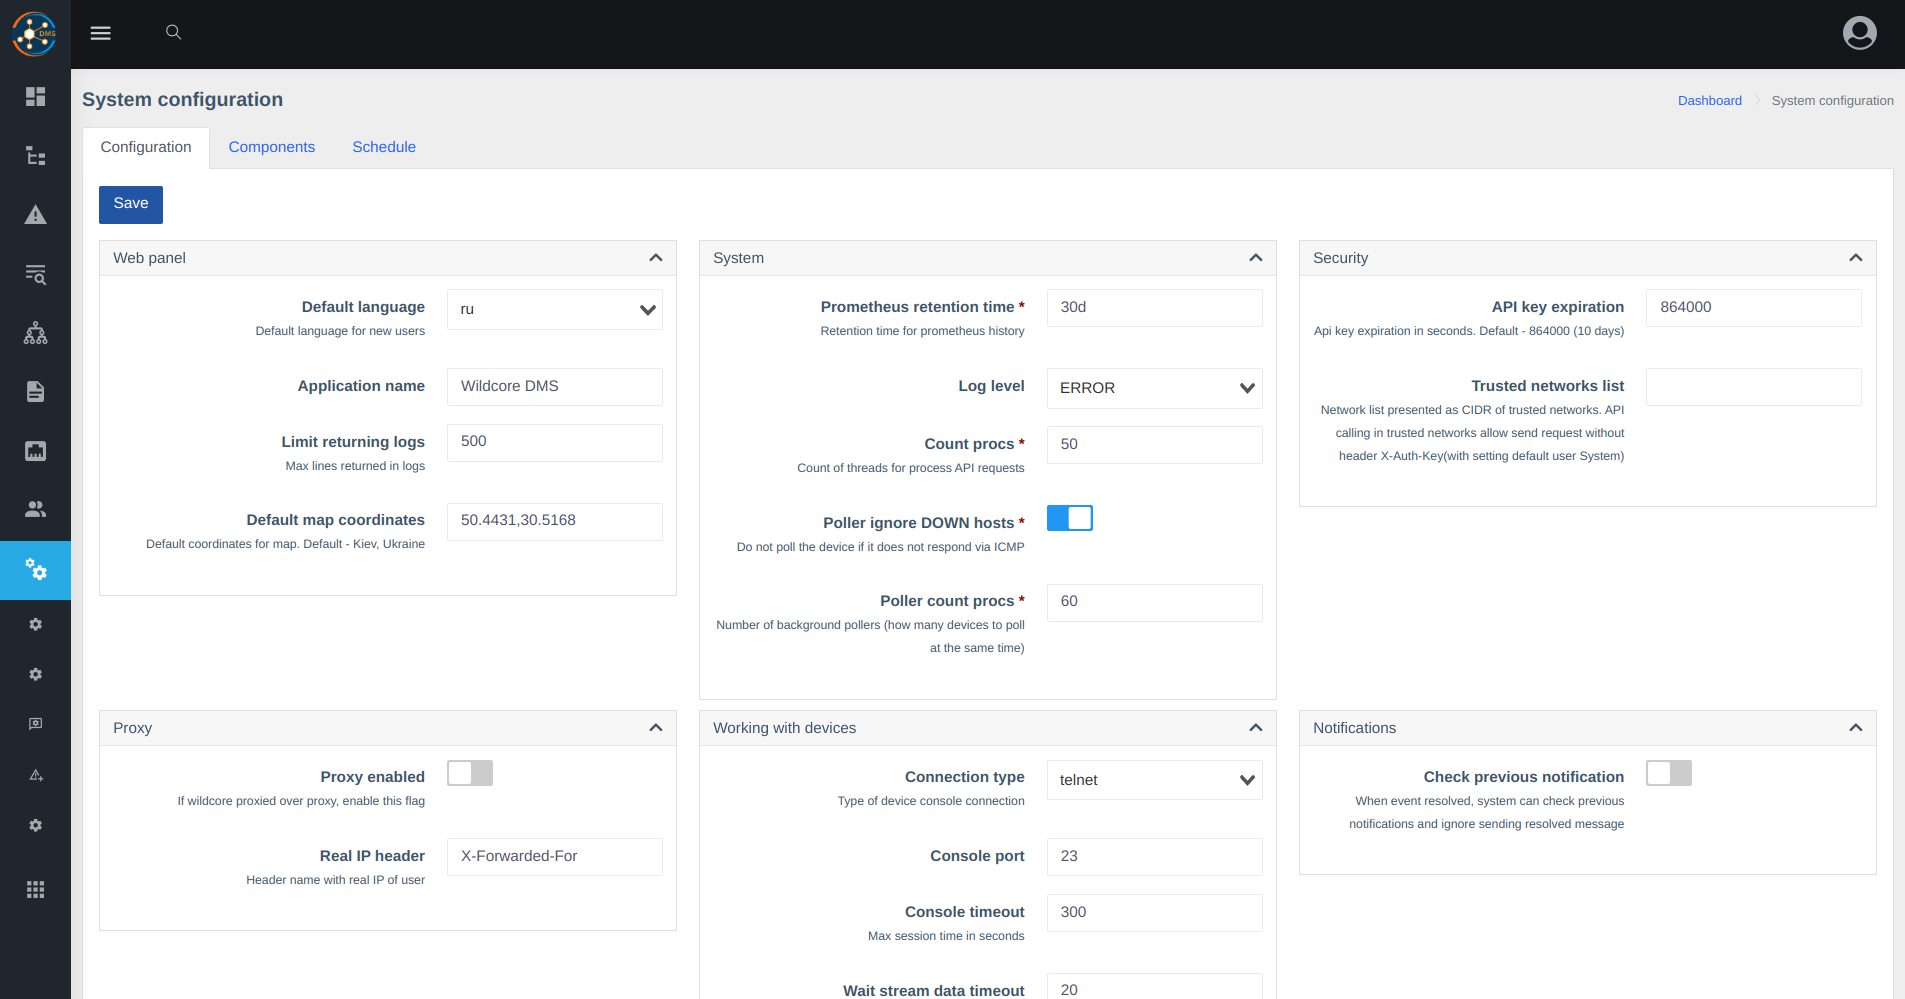 DMS
System configuration
Dashboard
System configuration
Configuration
Components
Schedule
Save
Web panel
Default language
Default language for new users
ru
Application name
Wildcore DMS
Limit returning logs
Max lines returned in logs
500
Default map coordinates
Default coordinates for map. Default - Kiev, Ukraine
50.4431,30.5168
System
Prometheus retention time *
Retention time for prometheus history
30d
Log level
ERROR
Count procs *
Count of threads for process API requests
50
Poller ignore DOWN hosts *
Do not poll the device if it does not respond via ICMP
Poller count procs *
Number of background pollers (how many devices to poll
at the same time)
60
Security
API key expiration
Api key expiration in seconds. Default - 864000 (10 days)
864000
Trusted networks list
Network list presented as CIDR of trusted networks. API
calling in trusted networks allow send request without
header X-Auth-Key(with setting default user System)
Proxy
Proxy enabled
If wildcore proxied over proxy, enable this flag
Real IP header
Header name with real IP of user
X-Forwarded-For
Working with devices
Connection type
Type of device console connection
telnet
Console port
23
Console timeout
Max session time in seconds
300
Wait stream data timeout
20
Notifications
Check previous notification
When event resolved, system can check previous
notifications and ignore sending resolved message